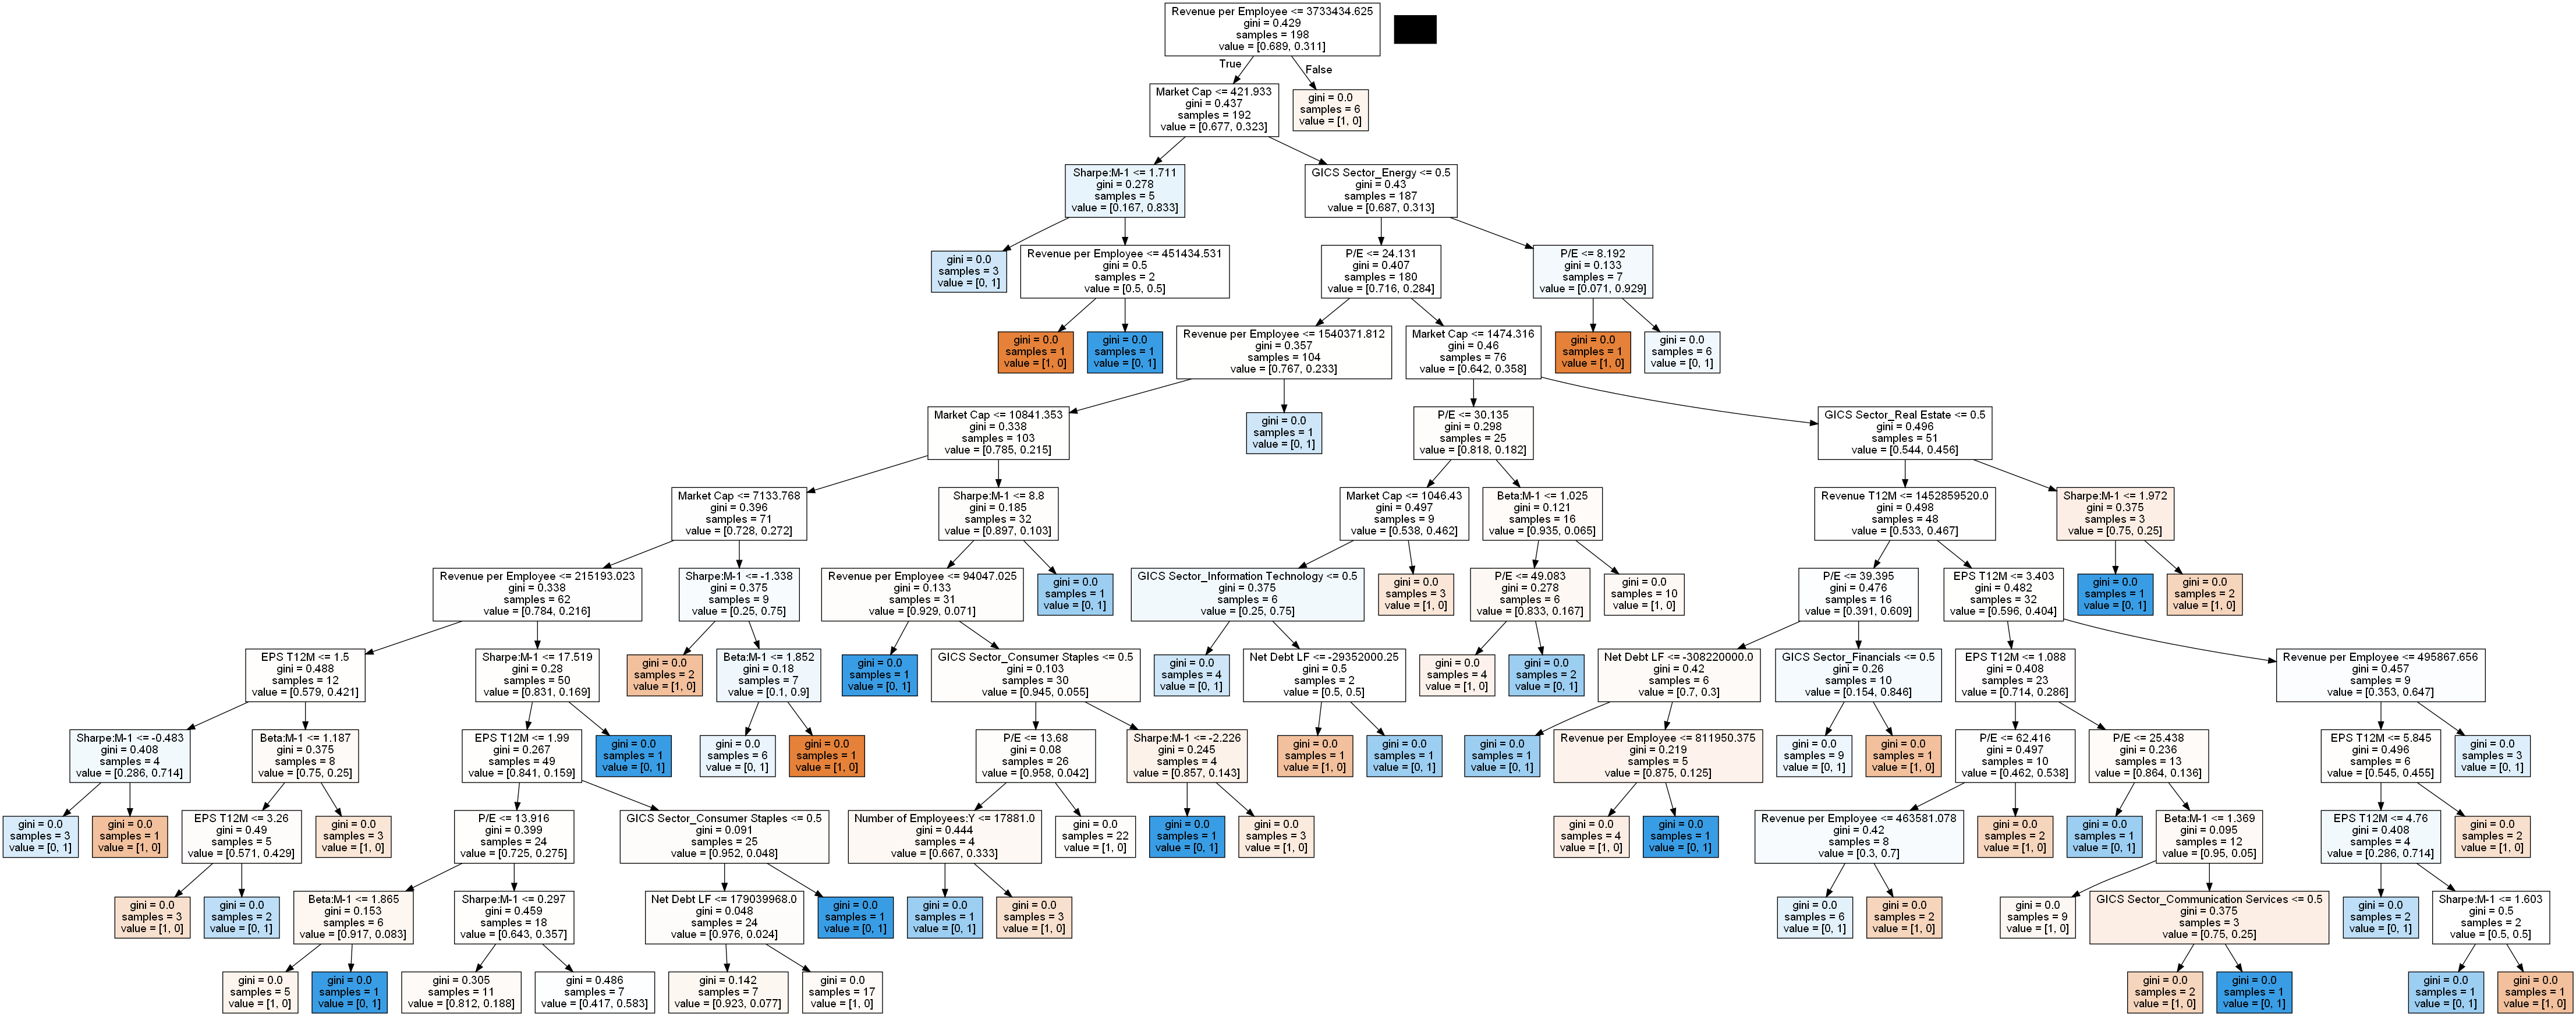 Revenue per Employee <= 3733434.625
gini = 0.429
samples = 198
value = [0.689, 0.311]
True
False
Market Cap <= 421.933
gini = 0.437
samples = 192
value = [0.677, 0.323]
gini = 0.0
samples = 6
value = [1, 0]
Sharpe:M-1 <= 1.711
gini = 0.278
samples = 5
value = [0.167, 0.833]
GICS Sector_Energy <= 0.5
gini = 0.43
samples = 187
value = [0.687, 0.313]
gini = 0.0
samples = 3
value = [0, 1]
Revenue per Employee <= 451434.531
gini = 0.5
samples = 2
value = [0.5, 0.5]
P/E <= 24.131
gini = 0.407
samples = 180
value = [0.716, 0.284]
P/E <= 8.192
gini = 0.133
samples = 7
value = [0.071, 0.929]
gini = 0.0
samples = 1
value = [1, 0]
gini = 0.0
samples = 1
value = [0, 1]
Revenue per Employee <= 1540371.812
gini = 0.357
samples = 104
value = [0.767, 0.233]
Market Cap <= 1474.316
gini = 0.46
samples = 76
value = [0.642, 0.358]
gini = 0.0
samples = 1
value = [1, 0]
gini = 0.0
samples = 6
value = [0, 1]
Market Cap <= 10841.353
gini = 0.338
samples = 103
value = [0.785, 0.215]
gini = 0.0
samples = 1
value = [0, 1]
P/E <= 30.135
gini = 0.298
samples = 25
value = [0.818, 0.182]
GICS Sector_Real Estate <= 0.5
gini = 0.496
samples = 51
value = [0.544, 0.456]
Market Cap <= 7133.768
gini = 0.396
samples = 71
value = [0.728, 0.272]
Sharpe:M-1 <= 8.8
gini = 0.185
samples = 32
value = [0.897, 0.103]
Market Cap <= 1046.43
gini = 0.497
samples = 9
value = [0.538, 0.462]
Beta:M-1 <= 1.025
gini = 0.121
samples = 16
value = [0.935, 0.065]
Revenue T12M <= 1452859520.0
gini = 0.498
samples = 48
value = [0.533, 0.467]
Sharpe:M-1 <= 1.972
gini = 0.375
samples = 3
value = [0.75, 0.25]
Revenue per Employee <= 215193.023
gini = 0.338
samples = 62
value = [0.784, 0.216]
Sharpe:M-1 <= -1.338
gini = 0.375
samples = 9
value = [0.25, 0.75]
Revenue per Employee <= 94047.025
gini = 0.133
samples = 31
value = [0.929, 0.071]
gini = 0.0
samples = 1
value = [0, 1]
GICS Sector_Information Technology <= 0.5
gini = 0.375
samples = 6
value = [0.25, 0.75]
gini = 0.0
samples = 3
value = [1, 0]
P/E <= 49.083
gini = 0.278
samples = 6
value = [0.833, 0.167]
gini = 0.0
samples = 10
value = [1, 0]
P/E <= 39.395
gini = 0.476
samples = 16
value = [0.391, 0.609]
EPS T12M <= 3.403
gini = 0.482
samples = 32
value = [0.596, 0.404]
gini = 0.0
samples = 1
value = [0, 1]
gini = 0.0
samples = 2
value = [1, 0]
EPS T12M <= 1.5
gini = 0.488
samples = 12
value = [0.579, 0.421]
Sharpe:M-1 <= 17.519
gini = 0.28
samples = 50
value = [0.831, 0.169]
gini = 0.0
samples = 2
value = [1, 0]
Beta:M-1 <= 1.852
gini = 0.18
samples = 7
value = [0.1, 0.9]
gini = 0.0
samples = 1
value = [0, 1]
GICS Sector_Consumer Staples <= 0.5
gini = 0.103
samples = 30
value = [0.945, 0.055]
gini = 0.0
samples = 4
value = [0, 1]
Net Debt LF <= -29352000.25
gini = 0.5
samples = 2
value = [0.5, 0.5]
gini = 0.0
samples = 4
value = [1, 0]
gini = 0.0
samples = 2
value = [0, 1]
Net Debt LF <= -308220000.0
gini = 0.42
samples = 6
value = [0.7, 0.3]
GICS Sector_Financials <= 0.5
gini = 0.26
samples = 10
value = [0.154, 0.846]
EPS T12M <= 1.088
gini = 0.408
samples = 23
value = [0.714, 0.286]
Revenue per Employee <= 495867.656
gini = 0.457
samples = 9
value = [0.353, 0.647]
Sharpe:M-1 <= -0.483
gini = 0.408
samples = 4
value = [0.286, 0.714]
Beta:M-1 <= 1.187
gini = 0.375
samples = 8
value = [0.75, 0.25]
EPS T12M <= 1.99
gini = 0.267
samples = 49
value = [0.841, 0.159]
gini = 0.0
samples = 1
value = [0, 1]
gini = 0.0
samples = 6
value = [0, 1]
gini = 0.0
samples = 1
value = [1, 0]
P/E <= 13.68
gini = 0.08
samples = 26
value = [0.958, 0.042]
Sharpe:M-1 <= -2.226
gini = 0.245
samples = 4
value = [0.857, 0.143]
gini = 0.0
samples = 1
value = [1, 0]
gini = 0.0
samples = 1
value = [0, 1]
gini = 0.0
samples = 1
value = [0, 1]
Revenue per Employee <= 811950.375
gini = 0.219
samples = 5
value = [0.875, 0.125]
gini = 0.0
samples = 9
value = [0, 1]
gini = 0.0
samples = 1
value = [1, 0]
P/E <= 62.416
gini = 0.497
samples = 10
value = [0.462, 0.538]
P/E <= 25.438
gini = 0.236
samples = 13
value = [0.864, 0.136]
EPS T12M <= 5.845
gini = 0.496
samples = 6
value = [0.545, 0.455]
gini = 0.0
samples = 3
value = [0, 1]
gini = 0.0
samples = 3
value = [0, 1]
gini = 0.0
samples = 1
value = [1, 0]
EPS T12M <= 3.26
gini = 0.49
samples = 5
value = [0.571, 0.429]
gini = 0.0
samples = 3
value = [1, 0]
P/E <= 13.916
gini = 0.399
samples = 24
value = [0.725, 0.275]
GICS Sector_Consumer Staples <= 0.5
gini = 0.091
samples = 25
value = [0.952, 0.048]
Number of Employees:Y <= 17881.0
gini = 0.444
samples = 4
value = [0.667, 0.333]
gini = 0.0
samples = 22
value = [1, 0]
gini = 0.0
samples = 1
value = [0, 1]
gini = 0.0
samples = 3
value = [1, 0]
gini = 0.0
samples = 4
value = [1, 0]
gini = 0.0
samples = 1
value = [0, 1]
Revenue per Employee <= 463581.078
gini = 0.42
samples = 8
value = [0.3, 0.7]
gini = 0.0
samples = 2
value = [1, 0]
gini = 0.0
samples = 1
value = [0, 1]
Beta:M-1 <= 1.369
gini = 0.095
samples = 12
value = [0.95, 0.05]
EPS T12M <= 4.76
gini = 0.408
samples = 4
value = [0.286, 0.714]
gini = 0.0
samples = 2
value = [1, 0]
gini = 0.0
samples = 3
value = [1, 0]
gini = 0.0
samples = 2
value = [0, 1]
Beta:M-1 <= 1.865
gini = 0.153
samples = 6
value = [0.917, 0.083]
Sharpe:M-1 <= 0.297
gini = 0.459
samples = 18
value = [0.643, 0.357]
Net Debt LF <= 179039968.0
gini = 0.048
samples = 24
value = [0.976, 0.024]
gini = 0.0
samples = 1
value = [0, 1]
gini = 0.0
samples = 1
value = [0, 1]
gini = 0.0
samples = 3
value = [1, 0]
gini = 0.0
samples = 6
value = [0, 1]
gini = 0.0
samples = 2
value = [1, 0]
gini = 0.0
samples = 9
value = [1, 0]
GICS Sector_Communication Services <= 0.5
gini = 0.375
samples = 3
value = [0.75, 0.25]
gini = 0.0
samples = 2
value = [0, 1]
Sharpe:M-1 <= 1.603
gini = 0.5
samples = 2
value = [0.5, 0.5]
gini = 0.0
samples = 5
value = [1, 0]
gini = 0.0
samples = 1
value = [0, 1]
gini = 0.305
samples = 11
value = [0.812, 0.188]
gini = 0.486
samples = 7
value = [0.417, 0.583]
gini = 0.142
samples = 7
value = [0.923, 0.077]
gini = 0.0
samples = 17
value = [1, 0]
gini = 0.0
samples = 2
value = [1, 0]
gini = 0.0
samples = 1
value = [0, 1]
gini = 0.0
samples = 1
value = [0, 1]
gini = 0.0
samples = 1
value = [1, 0]